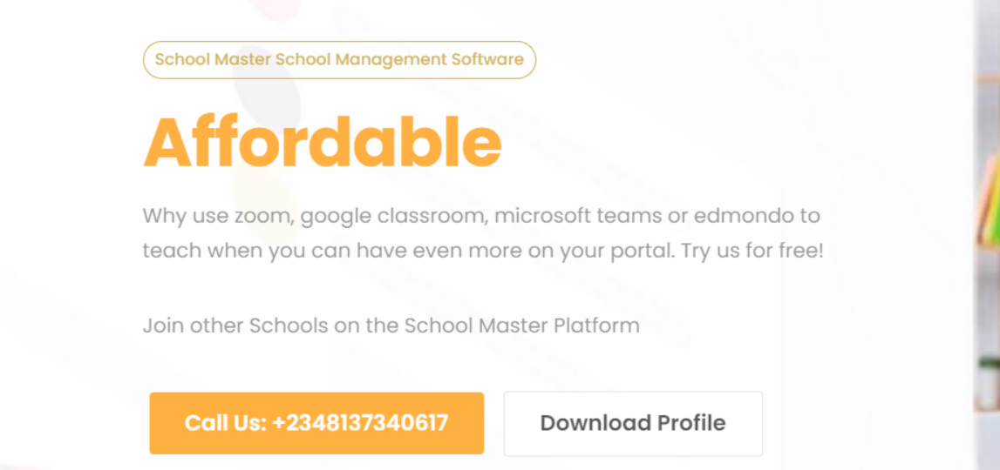 School Master School Management Software
Affordable
Why use zoom, google classroom, microsoft teams or edmondo to
teach when you can have even more on your portal. Try us for free!
Join other Schools on the School Master Platform
Call Us: +2348137340617
Download Profile